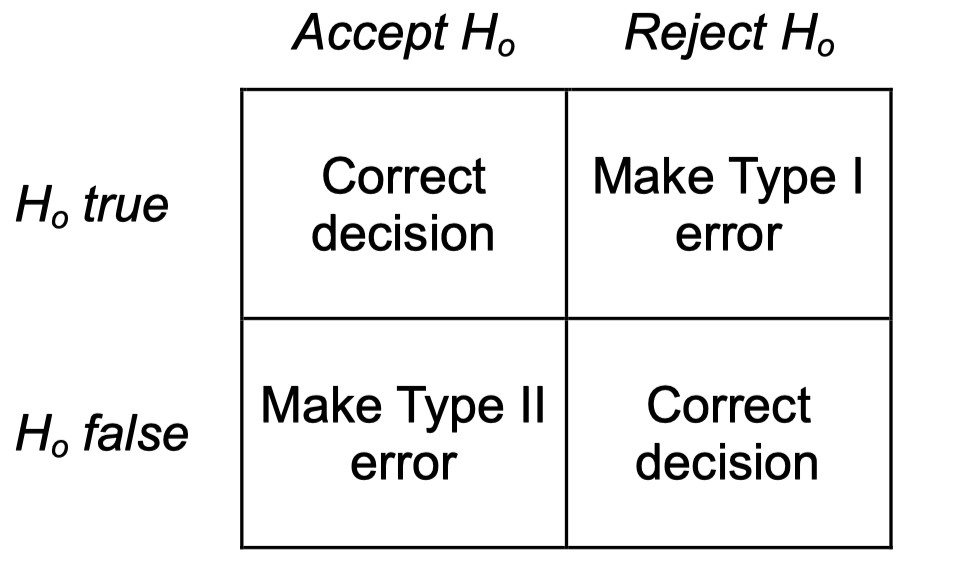 Accept Ho Reject Ho
Ho true
Correct
decision
Make Type I
error
Ho false
Make Type II
error
Correct
decision